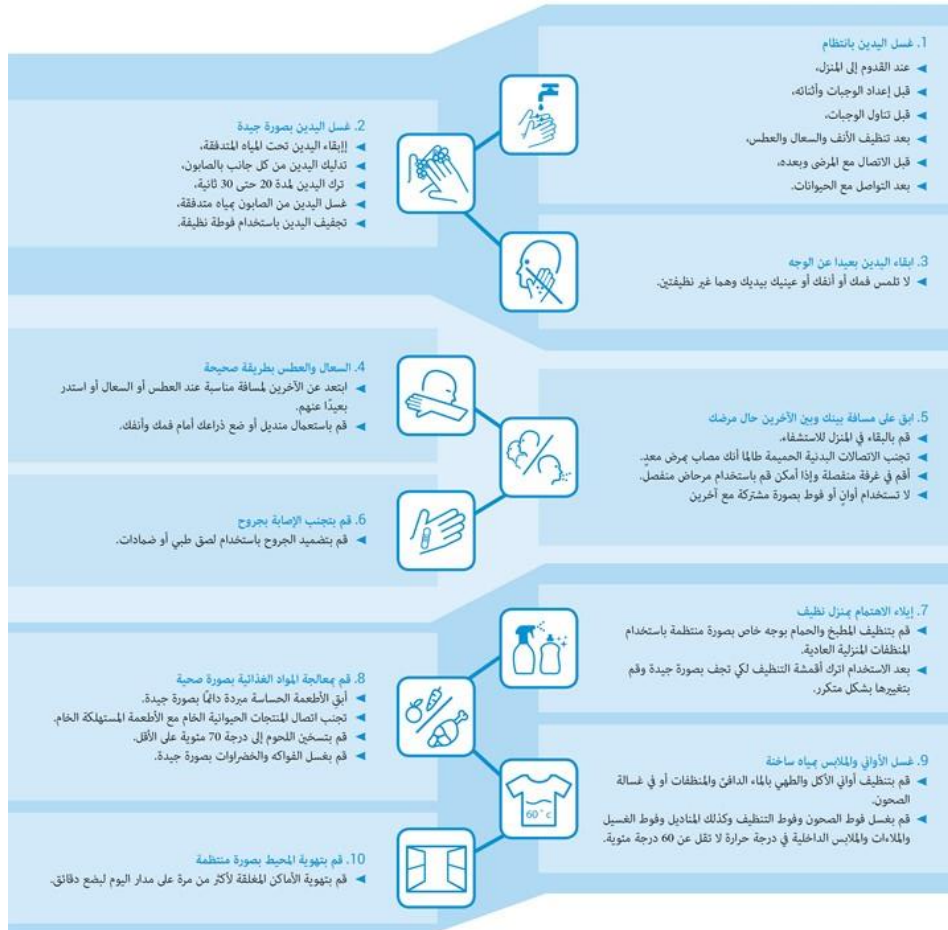 1. غسل اليدين بانتظام
◄ عند القدوم إلى المنزل،
◄ قبل إعداد الوجبات وأثنائه،
◄ قبل تناول الوجبات،
◄ بعد تنظيف الأنف والسعال والعطس،
◄ قبل الاتصال مع المرضى وبعده،
◄ بعد التواصل مع الحيوانات.
2. غسل اليدين بصورة جيدة
◄ إإبقاء اليدين تحت المياه المتدفقة،
◄ تدليك اليدين من كل جانب بالصابون،
◄ ترك اليدين لمدة 20 حتى 30 ثانية،
◄ غسل اليدين من الصابون بمياه متدفقة،
◄ تجفيف اليدين باستخدام فوطة نظيفة.
3. ابقاء اليدين بعيدا عن الوجه
◄ لا تلمس فمك أو أنفك أو عينيك بيديك وهما غير نظيفتين.
4. السعال والعطس بطريقة صحيحة
◄ ابتعد عن الآخرين لمسافة مناسبة عند العطس أو السعال أو استدر
بعيدًا عنهم.
◄ قم باستعمال منديل أو ضع ذراعك أمام فمك وأنفك.
5. ابق على مسافة بينك وبين الآخرين حال مرضك
◄ قم بالبقاء في المنزل للاستشفاء.
◄ تجنب الاتصالات البدنية الحميمة طالما أنك مصاب بمرض معدٍ.
◄ أقم في غرفة منفصلة وإذا أمكن قم باستخدام مرحاض منفصل.
◄ لا تستخدام أوانٍ أو فوط بصورة مشتركة مع آخرين
6. قم بتجنب الإصابة بجروح
◄ قم بتضميد الجروح باستخدام لصق طبي أو ضمادات.
7. إيلاء الاهتمام بمنزل نظيف
◄ قم بتنظيف المطبخ والحمام بوجه خاص بصورة منتظمة باستخدام
المنظفات المنزلية العادية.
◄ بعد الاستخدام اترك أقمشة التنظيف لكي تجف بصورة جيدة وقم
بتغييرها بشكل متكرر.
8. قم بمعالجة المواد الغذائية بصورة صحية
◄ أبق الأطعمة الحساسة مبردة دائمًا بصورة جيدة.
◄ تجنب اتصال المنتجات الحيوانية الخام مع الأطعمة المستهلكة الخام.
◄ قم بتسخين اللحوم إلى درجة 70 مئوية على الأقل.
◄ قم بغسل الفواكه والخضراوات بصورة جيدة.
9. غسل الأواني والملابس بمياه ساخنة
◄ قم بتنظيف أواني الأكل والطهي بالماء الدافئ والمنظفات أو في غسالة
الصحون.
◄ قم بغسل فوط الصحون وفوط التنظيف وكذلك المناديل وفوط الغسيل
والملاءات والملابس الداخلية في درجة حرارة لا تقل عن 60 درجة مئوية.
60°c
10. قم بتهوية المحيط بصورة منتظمة
◄ قم بتهوية الأماكن المغلقة لأكثر من مرة على مدار اليوم لبضع دقائق.